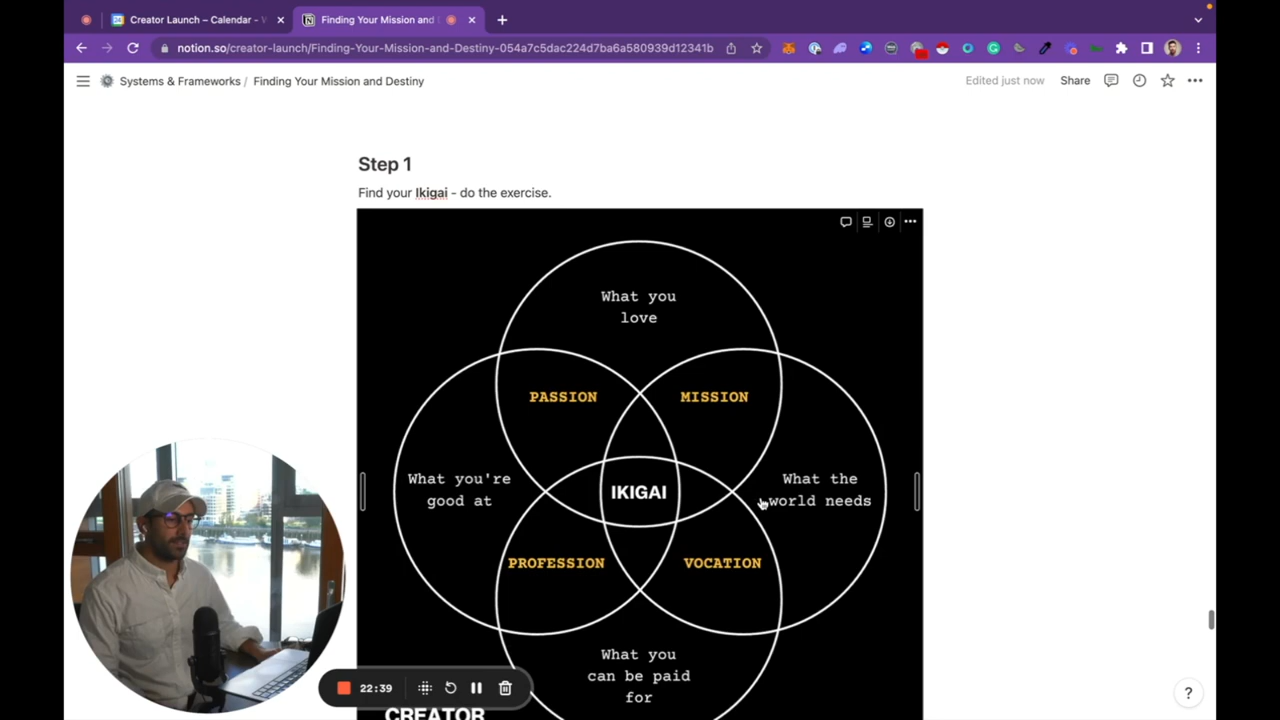 Creator Launch – Calendar -
Finding Your Mission and
notion.so/creator-launch/Finding-Your-Mission-and-Destiny-054a7c5dac224d7ba6a580939d12341b
Systems & Frameworks / Finding Your Mission and Destiny
Edited just now
Share
Step 1
Find your Ikigai - do the exercise.
What you
love
PASSION
MISSION
What you're
good at
IKIGAI
What the
world needs
PROFESSION
VOCATION
What you
can be paid
for
22:39
CREATOR
?